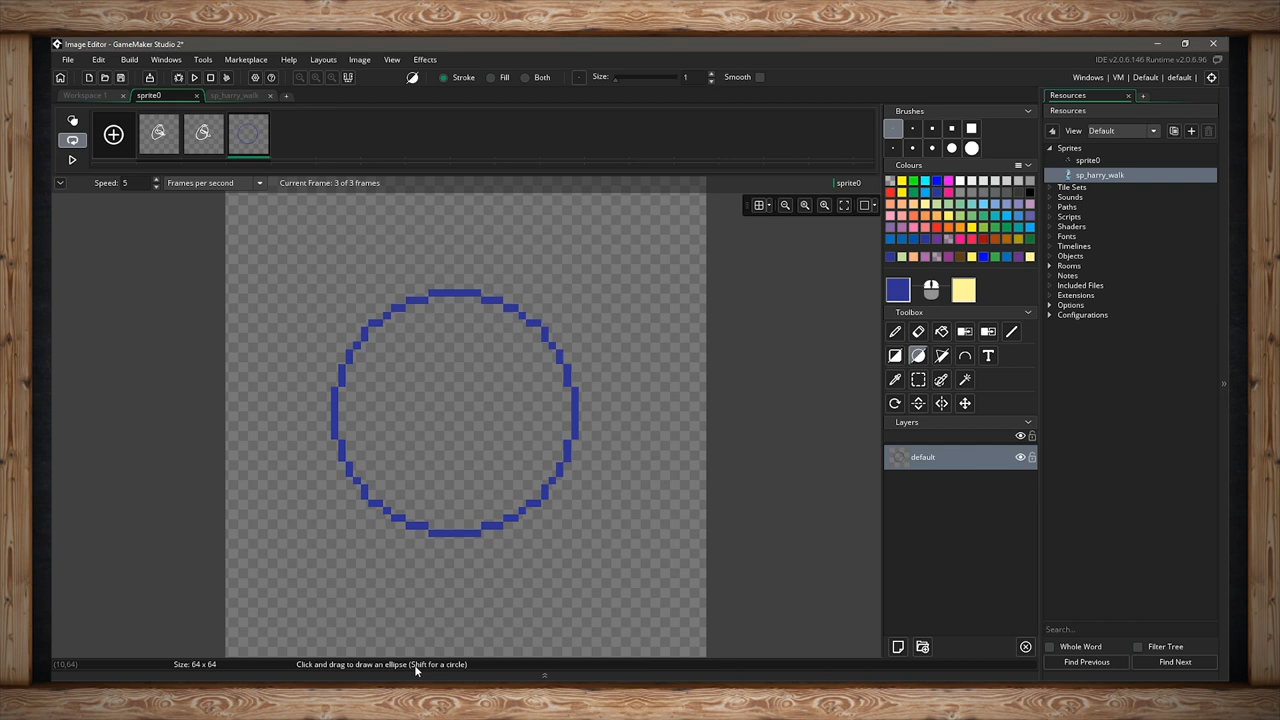 Image Editor - GameMaker Studio 2*
File Edit Build Windows Tools Marketplace Help Layouts Image View Effects
IDE v2.0.6.146 Runtime v2.0.6.96
Stroke Fill Both Size: 1 Smooth
Windows | VM | Default | default |
Workspace 1 sprite0 sp_harry_walk
Speed: 5 Frames per second Current Frame: 3 of 3 frames sprite0
Brushes
Colours
Toolbox
T
Layers
default
Resources
Resources
View Default
Sprites
sprite0
sp_harry_walk
Tile Sets
Sounds
Paths
Scripts
Shaders
Fonts
Timelines
Objects
Rooms
Notes
Included Files
Extensions
Options
Configurations
Search...
Whole Word Filter Tree
Find Previous Find Next
(10,64) Size: 64 x 64 Click and drag to draw an ellipse (Shift for a circle)